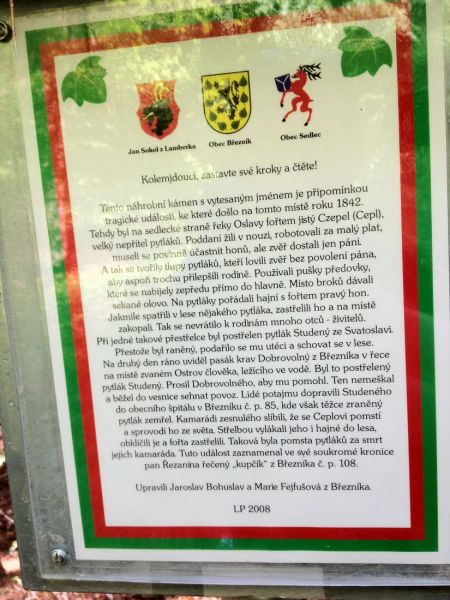 Jan Sokol z Lamberka
Obec Březník
Obec Sedlec
Kolemjdoucí, zastavte své kroky a čtěte!
Tento náhrobní kámen s vytesaným jménem je připomínkou
tragické události, ke které došlo na tomto místě roku 1842.
Tehdy byl na sedlecké straně řeky Oslavy fořtem jistý Czepel (Cepl),
velký nepřítel pytláků. Poddaní žili v nouzi, robotovali za malý plat,
museli se povinně účastnit honů, ale zvěř dostali jen páni.
A tak se tvořily tlupy pytláků, kteří lovili zvěř bez povolení pána,
aby aspoň trochu přilepšili rodině. Používali pušky předovky,
které se nabíjely zepředu přímo do hlavně. Místo broků dávali
sekané olovo. Na pytláky pořádali hajní s fořtem pravý hon.
Jakmile spatřili v lese nějakého pytláka, zastřelili ho a na místě
zakopali. Tak se nevrátilo k rodinám mnoho otců - živitelů.
Při jedné takové přestřelce byl postřelen pytlák Studený ze Svatoslavi.
Přestože byl raněný, podařilo se mu utéci a schovat se v lese.
Na druhý den ráno uviděl pasák krav Dobrovolný z Březníka v řece
na místě zvaném Ostrov člověka, ležícího ve vodě. Byl to postřelený
pytlák Studený. Prosil Dobrovolného, aby mu pomohl. Ten nemeškal
a běžel do vesnice sehnat povoz. Lidé potajmu dopravili Studeného
do obecního špitálu v Březníku č. p. 85, kde však těžce zraněný
pytlák zemřel. Kamarádi zesnulého slíbili, že se Ceplovi pomstí
a sprovodí ho ze světa. Střelbou vylákali jeho i hajné do lesa,
obklíčili je a fořta zastřelili. Taková byla pomsta pytláků za smrt
jejich kamaráda. Tuto událost zaznamenal ve své soukromé kronice
pan Řezanina řečený „kupčík" z Březníka č. p. 108.
Upravili Jaroslav Bohuslav a Marie Fejfušová z Březníka.
LP 2008